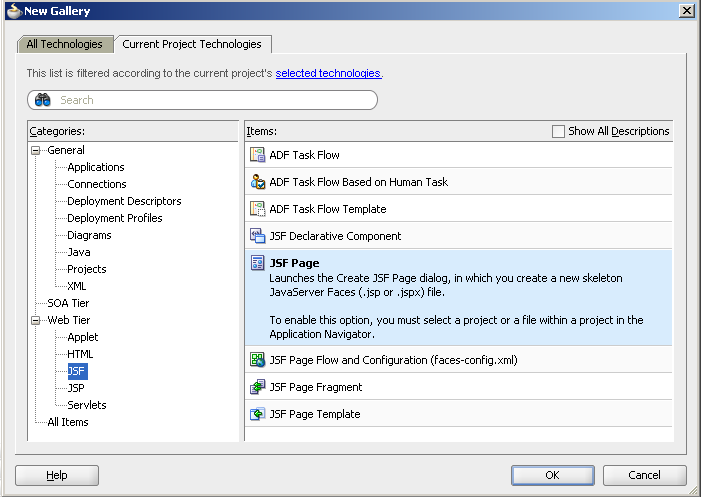 New Gallery
All Technologies
Current Project Technologies
This list is filtered according to the current project's selected technologies.
Search
Categories:
General
Applications
Connections
Deployment Descriptors
Deployment Profiles
Diagrams
Java
Projects
XML
SOA Tier
Web Tier
Applet
HTML
JSF
JSP
Servlets
All Items
Items:
Show All Descriptions
ADF Task Flow
ADF Task Flow Based on Human Task
ADF Task Flow Template
JSF Declarative Component
JSF Page
Launches the Create JSF Page dialog, in which you create a new skeleton
JavaServer Faces (.jsp or .jspx) file.
To enable this option, you must select a project or a file within a project in the
Application Navigator.
JSF Page Flow and Configuration (faces-config.xml)
JSF Page Fragment
JSF Page Template
Help
OK
Cancel